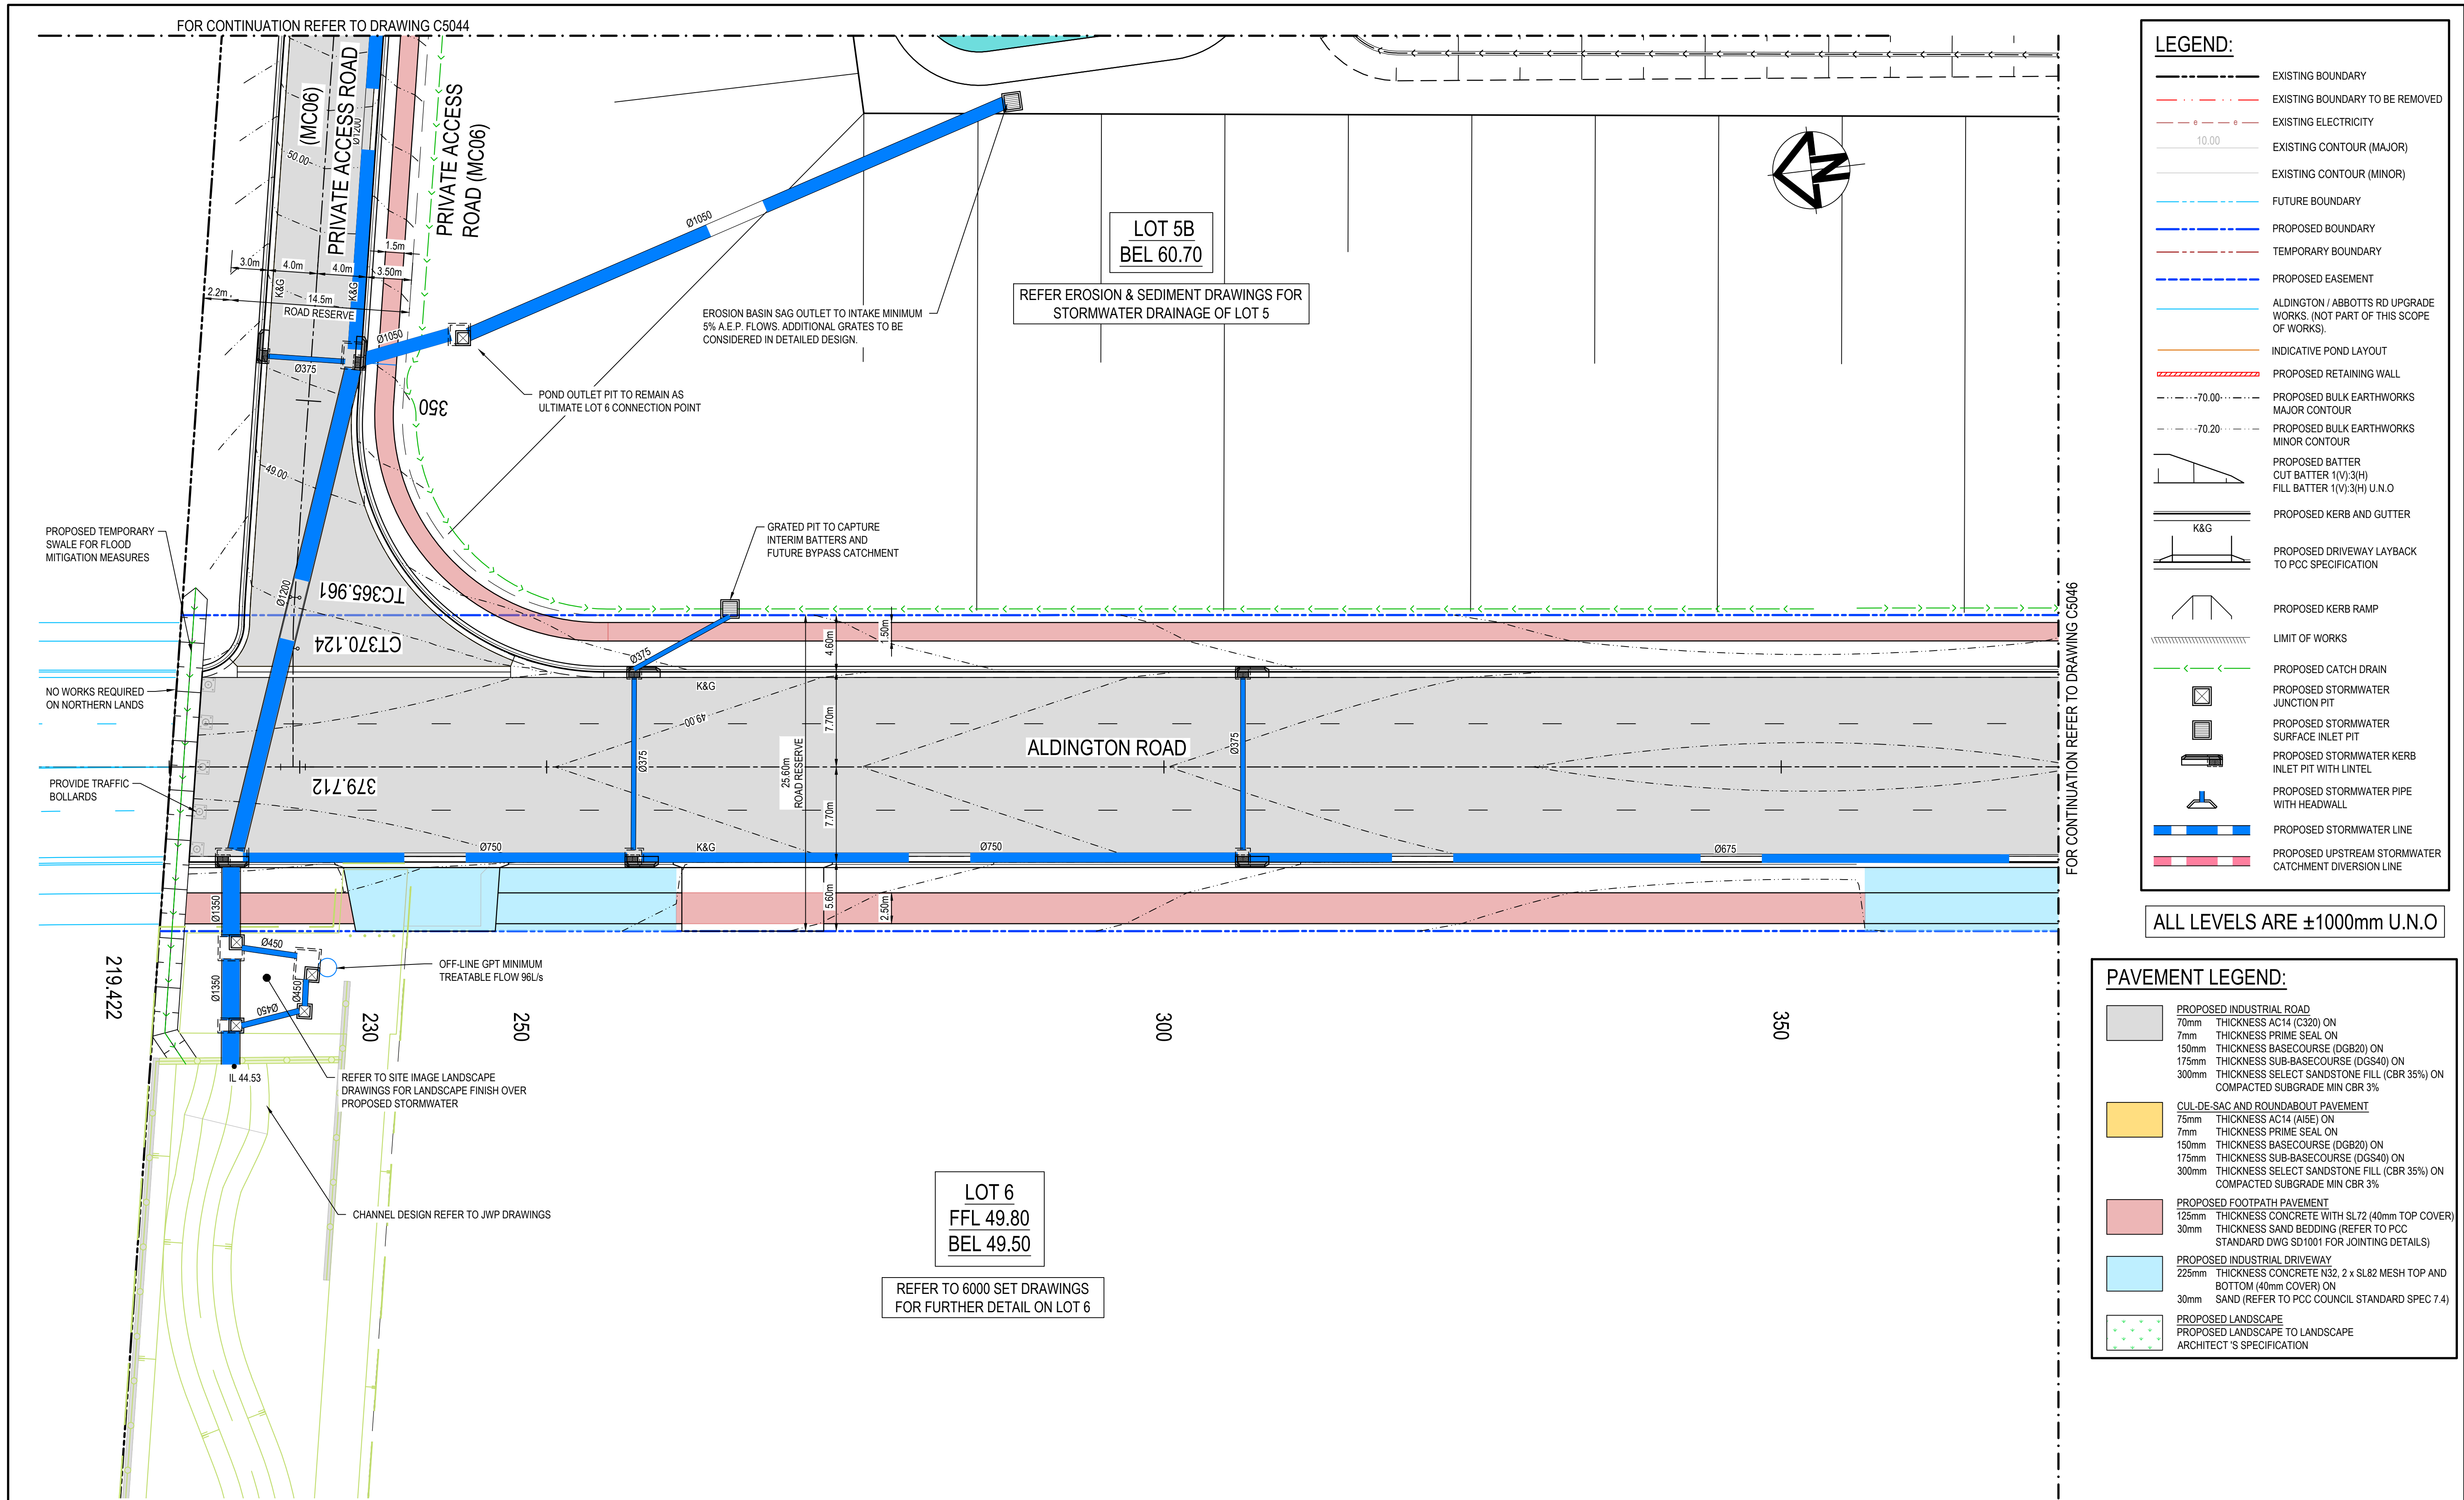 FOR CONTINUATION REFER TO DRAWING C5044
PRIVATE ACCESS ROAD
(MC06)
PRIVATE ACCESS
ROAD (MC06)
Ø1200
50.00
1.5m
3.0m
4.0m
4.0m
3.50m
K&G
K&G
2.2m
14.5m
ROAD RESERVE
Ø1050
Ø1050
Ø375
350
49.00
EROSION BASIN SAG OUTLET TO INTAKE MINIMUM
5% A.E.P. FLOWS. ADDITIONAL GRATES TO BE
CONSIDERED IN DETAILED DESIGN.
POND OUTLET PIT TO REMAIN AS
ULTIMATE LOT 6 CONNECTION POINT
LOT 5B
BEL 60.70
REFER EROSION & SEDIMENT DRAWINGS FOR
STORMWATER DRAINAGE OF LOT 5
N
PROPOSED TEMPORARY
SWALE FOR FLOOD
MITIGATION MEASURES
GRATED PIT TO CAPTURE
INTERIM BATTERS AND
FUTURE BYPASS CATCHMENT
Ø1200
TC365.961
CT370.124
379.712
NO WORKS REQUIRED
ON NORTHERN LANDS
PROVIDE TRAFFIC
BOLLARDS
Ø375
K&G
49.00
Ø375
4.60m
1.50m
7.70m
25.60m
ROAD RESERVE
7.70m
ALDINGTON ROAD
Ø375
Ø750
K&G
Ø750
Ø675
5.60m
2.50m
FOR CONTINUATION REFER TO DRAWING C5046
Ø1350
Ø450
Ø1350
Ø450
Ø450
OFF-LINE GPT MINIMUM
TREATABLE FLOW 96L/s
219.422
230
250
300
350
IL 44.53
REFER TO SITE IMAGE LANDSCAPE
DRAWINGS FOR LANDSCAPE FINISH OVER
PROPOSED STORMWATER
CHANNEL DESIGN REFER TO JWP DRAWINGS
LOT 6
FFL 49.80
BEL 49.50
REFER TO 6000 SET DRAWINGS
FOR FURTHER DETAIL ON LOT 6
LEGEND:
EXISTING BOUNDARY
EXISTING BOUNDARY TO BE REMOVED
e e EXISTING ELECTRICITY
10.00 EXISTING CONTOUR (MAJOR)
EXISTING CONTOUR (MINOR)
FUTURE BOUNDARY
PROPOSED BOUNDARY
TEMPORARY BOUNDARY
PROPOSED EASEMENT
ALDINGTON / ABBOTTS RD UPGRADE
WORKS. (NOT PART OF THIS SCOPE
OF WORKS).
INDICATIVE POND LAYOUT
PROPOSED RETAINING WALL
70.00 PROPOSED BULK EARTHWORKS
MAJOR CONTOUR
70.20 PROPOSED BULK EARTHWORKS
MINOR CONTOUR
PROPOSED BATTER
CUT BATTER 1(V):3(H)
FILL BATTER 1(V):3(H) U.N.O
PROPOSED KERB AND GUTTER
K&G
PROPOSED DRIVEWAY LAYBACK
TO PCC SPECIFICATION
PROPOSED KERB RAMP
LIMIT OF WORKS
PROPOSED CATCH DRAIN
PROPOSED STORMWATER
JUNCTION PIT
PROPOSED STORMWATER
SURFACE INLET PIT
PROPOSED STORMWATER KERB
INLET PIT WITH LINTEL
PROPOSED STORMWATER PIPE
WITH HEADWALL
PROPOSED STORMWATER LINE
PROPOSED UPSTREAM STORMWATER
CATCHMENT DIVERSION LINE
ALL LEVELS ARE ±1000mm U.N.O
PAVEMENT LEGEND:
PROPOSED INDUSTRIAL ROAD
70mm THICKNESS AC14 (C320) ON
7mm THICKNESS PRIME SEAL ON
150mm THICKNESS BASECOURSE (DGB20) ON
175mm THICKNESS SUB-BASECOURSE (DGS40) ON
300mm THICKNESS SELECT SANDSTONE FILL (CBR 35%) ON
COMPACTED SUBGRADE MIN CBR 3%
CUL-DE-SAC AND ROUNDABOUT PAVEMENT
75mm THICKNESS AC14 (AI5E) ON
7mm THICKNESS PRIME SEAL ON
150mm THICKNESS BASECOURSE (DGB20) ON
175mm THICKNESS SUB-BASECOURSE (DGS40) ON
300mm THICKNESS SELECT SANDSTONE FILL (CBR 35%) ON
COMPACTED SUBGRADE MIN CBR 3%
PROPOSED FOOTPATH PAVEMENT
125mm THICKNESS CONCRETE WITH SL72 (40mm TOP COVER)
30mm THICKNESS SAND BEDDING (REFER TO PCC
STANDARD DWG SD1001 FOR JOINTING DETAILS)
PROPOSED INDUSTRIAL DRIVEWAY
225mm THICKNESS CONCRETE N32, 2 x SL82 MESH TOP AND
BOTTOM (40mm COVER) ON
30mm SAND (REFER TO PCC COUNCIL STANDARD SPEC 7.4)
PROPOSED LANDSCAPE
PROPOSED LANDSCAPE TO LANDSCAPE
ARCHITECT 'S SPECIFICATION